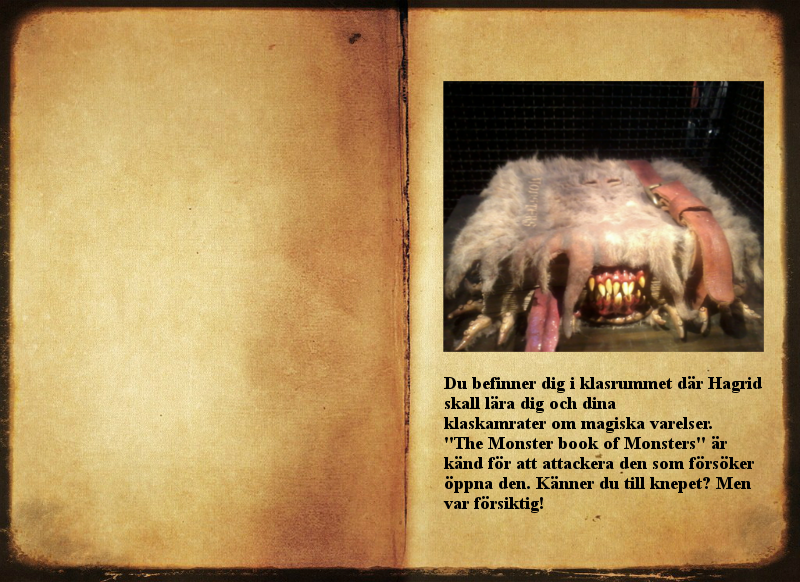 Du befinner dig i klasrummet där Hagrid
skall lära dig och dina
klaskamrater om magiska varelser.
"The Monster book of Monsters" är
känd för att attackera den som försöker
öppna den. Känner du till knepet? Men
var försiktig!